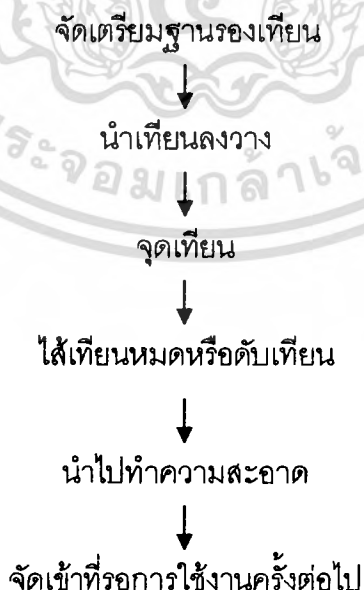 จัดเตรียมฐานรองเทียน
นำเทียนลงวาง
จุดเทียน
ไส้เทียนหมดหรือดับเทียน
นำไปทำความสะอาด
จัดเข้าที่รอการใช้งานครั้งต่อไป